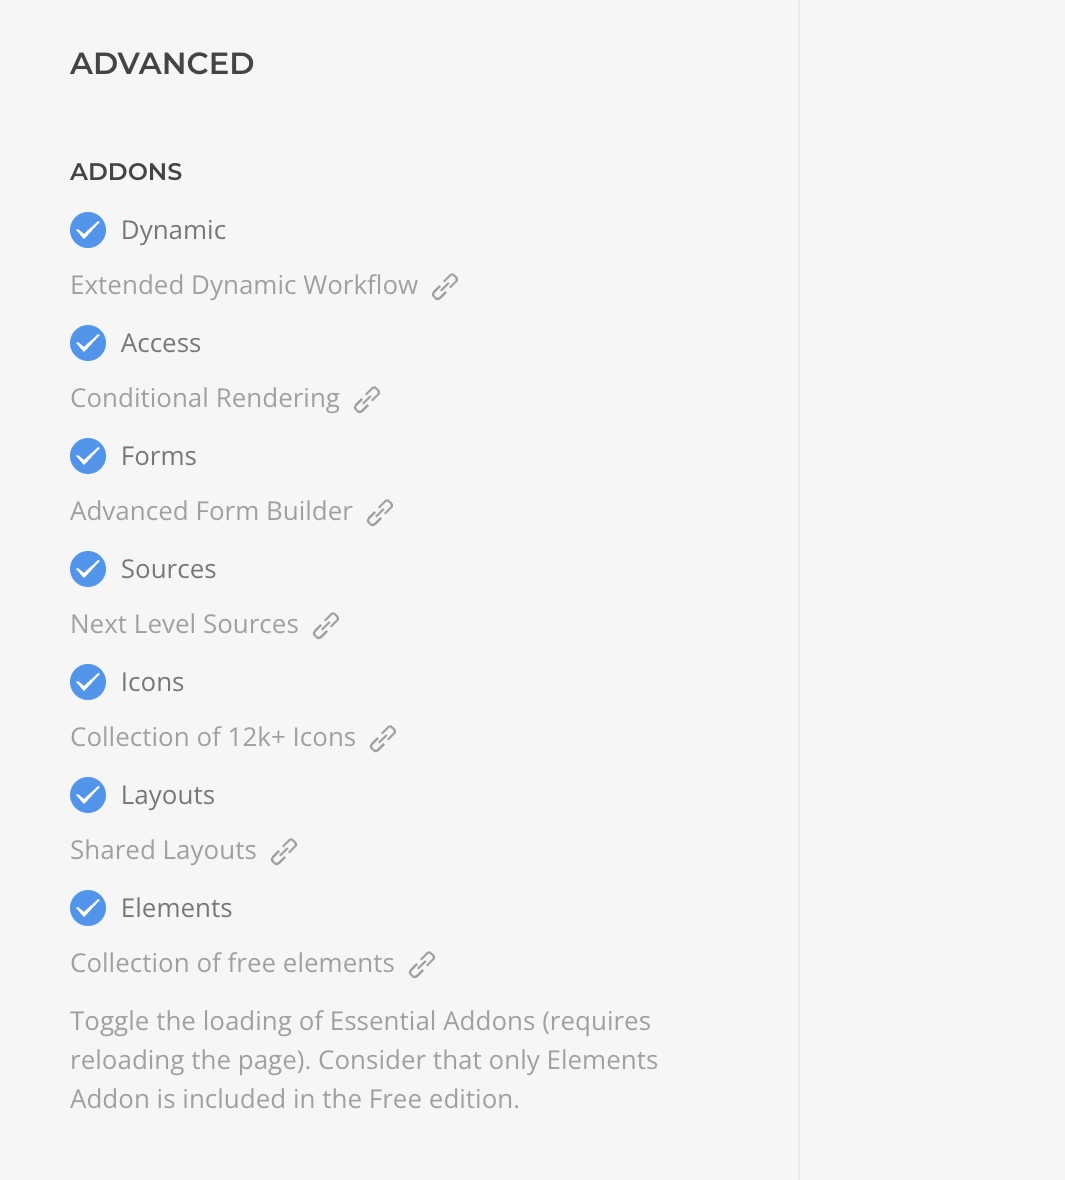 ADVANCED
ADDONS
Dynamic
Extended Dynamic Workflow
Access
Conditional Rendering
Forms
Advanced Form Builder
Sources
Next Level Sources
Icons
Collection of 12k+ Icons
Layouts
Shared Layouts
Elements
Collection of free elements
Toggle the loading of Essential Addons (requires
reloading the page). Consider that only Elements
Addon is included in the Free edition.